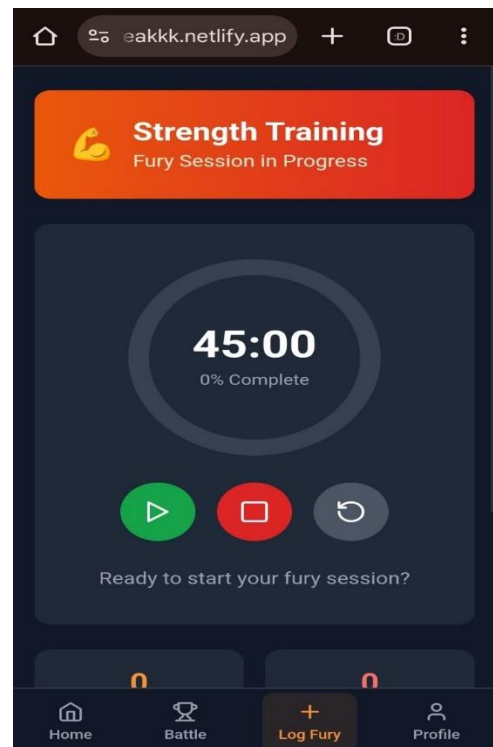 eakkk.netlify.app
:D
Strength Training
Fury Session in Progress
45:00
0% Complete
Ready to start your fury session?
0 0
Home Battle Log Fury Profile